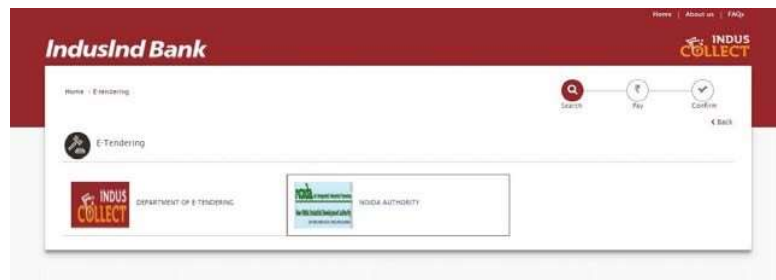 Home | About us | FAQs
IndusInd Bank
INDUS
COLLECT
Home > E-tendering
Search
₹
Pay
Confirm
< Back
E-Tendering
INDUS
COLLECT
DEPARTMENT OF E-TENDERING
NOIDA AUTHORITY